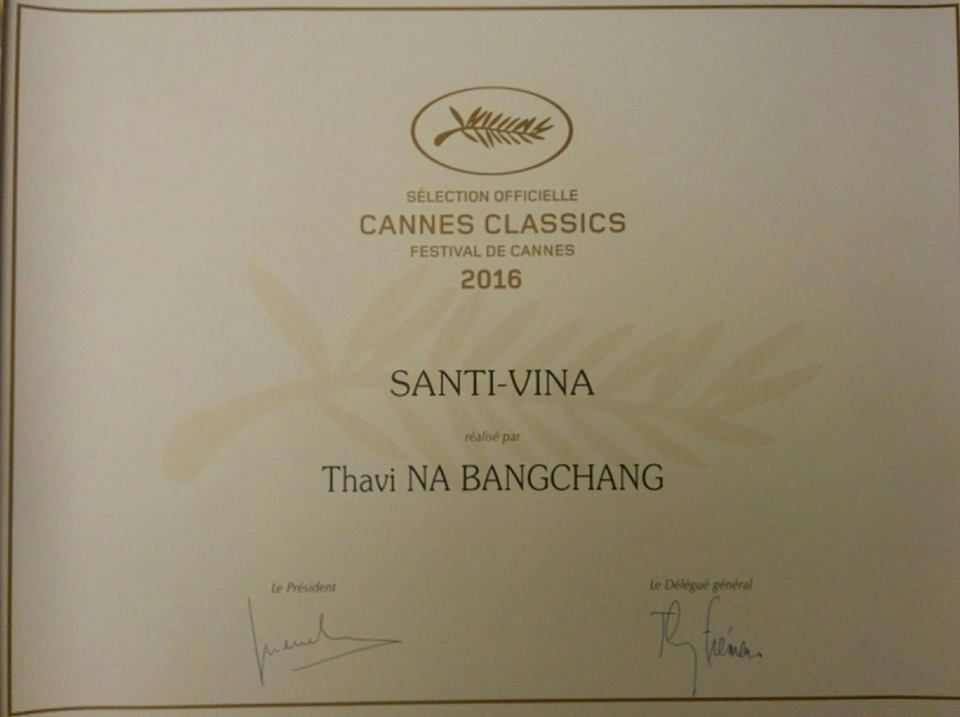 SÉLECTION OFFICIELLE
CANNES CLASSICS
FESTIVAL DE CANNES
2016
SANTI-VINA
réalisé par
Thavi NA BANGCHANG
Le Président
Le Délégué général